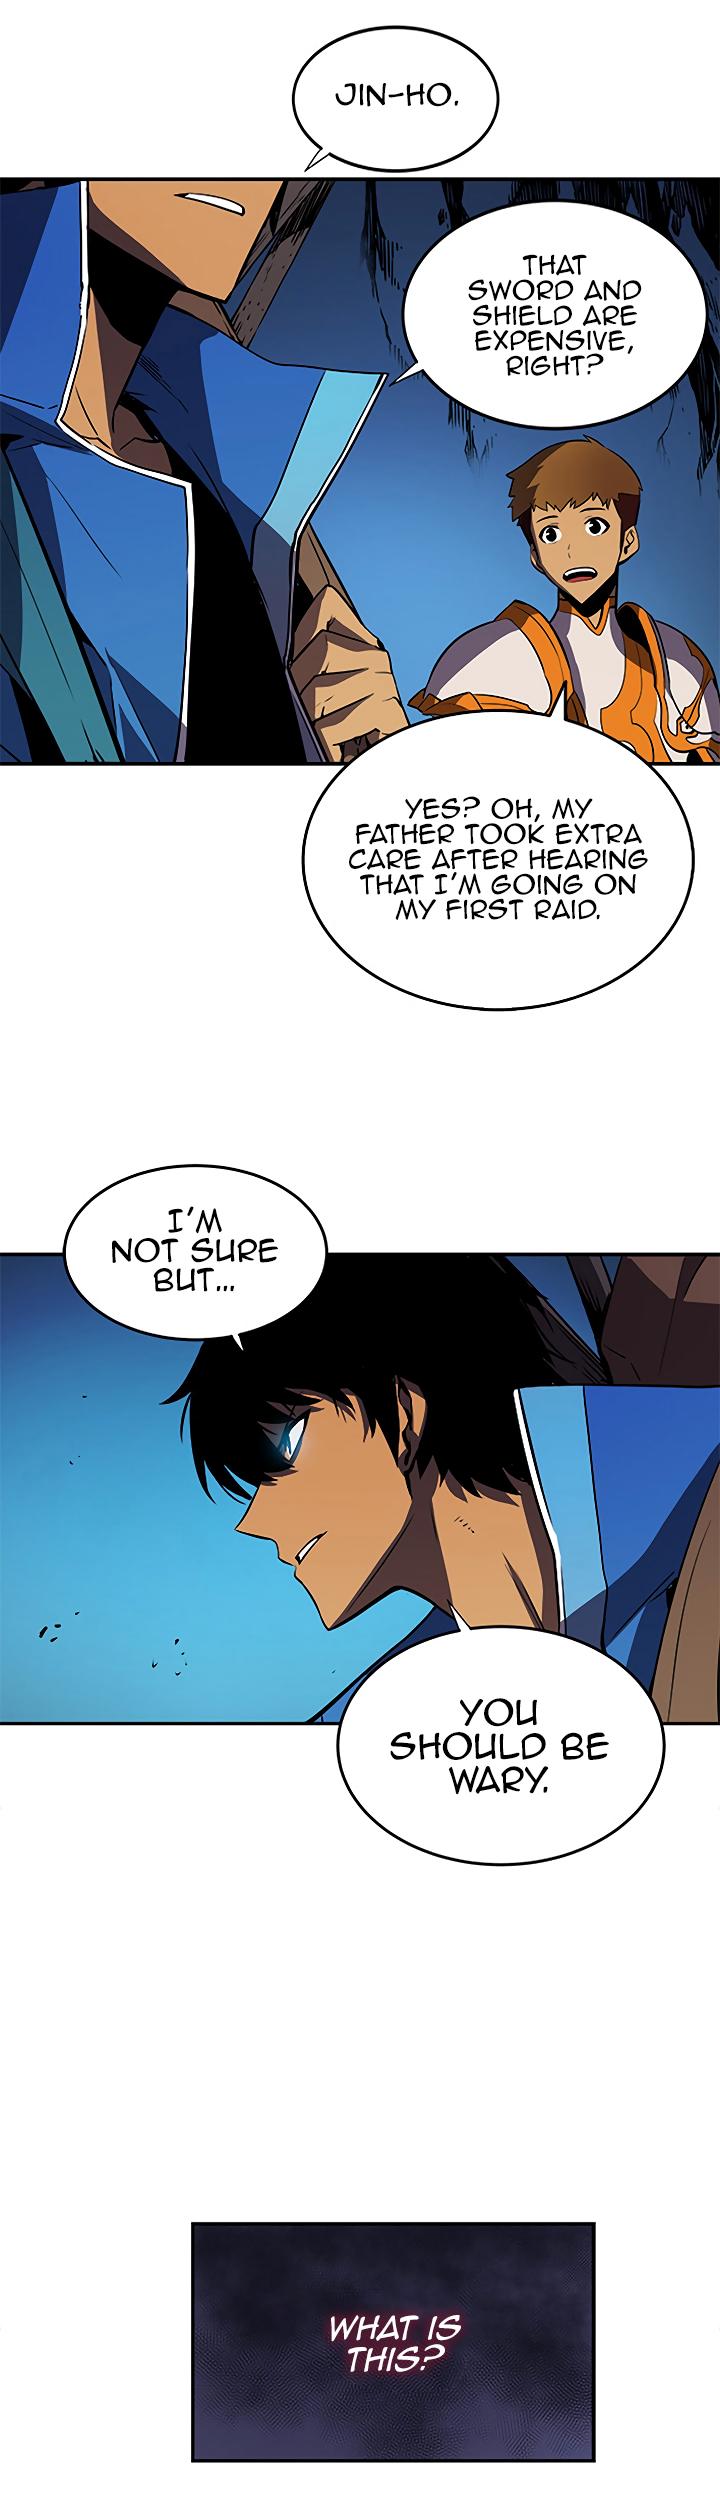 JIN-HO.
THAT
SWORD AND
SHIELD ARE
EXPENSIVE,
RIGHT?
YES? OH, MY
FATHER TOOK EXTRA
CARE AFTER HEARING
THAT I'M GOING ON
MY FIRST RAID.
I'M
NOT SURE
BUT...
YOU
SHOULD BE
WARY.
WHAT IS
THIS?